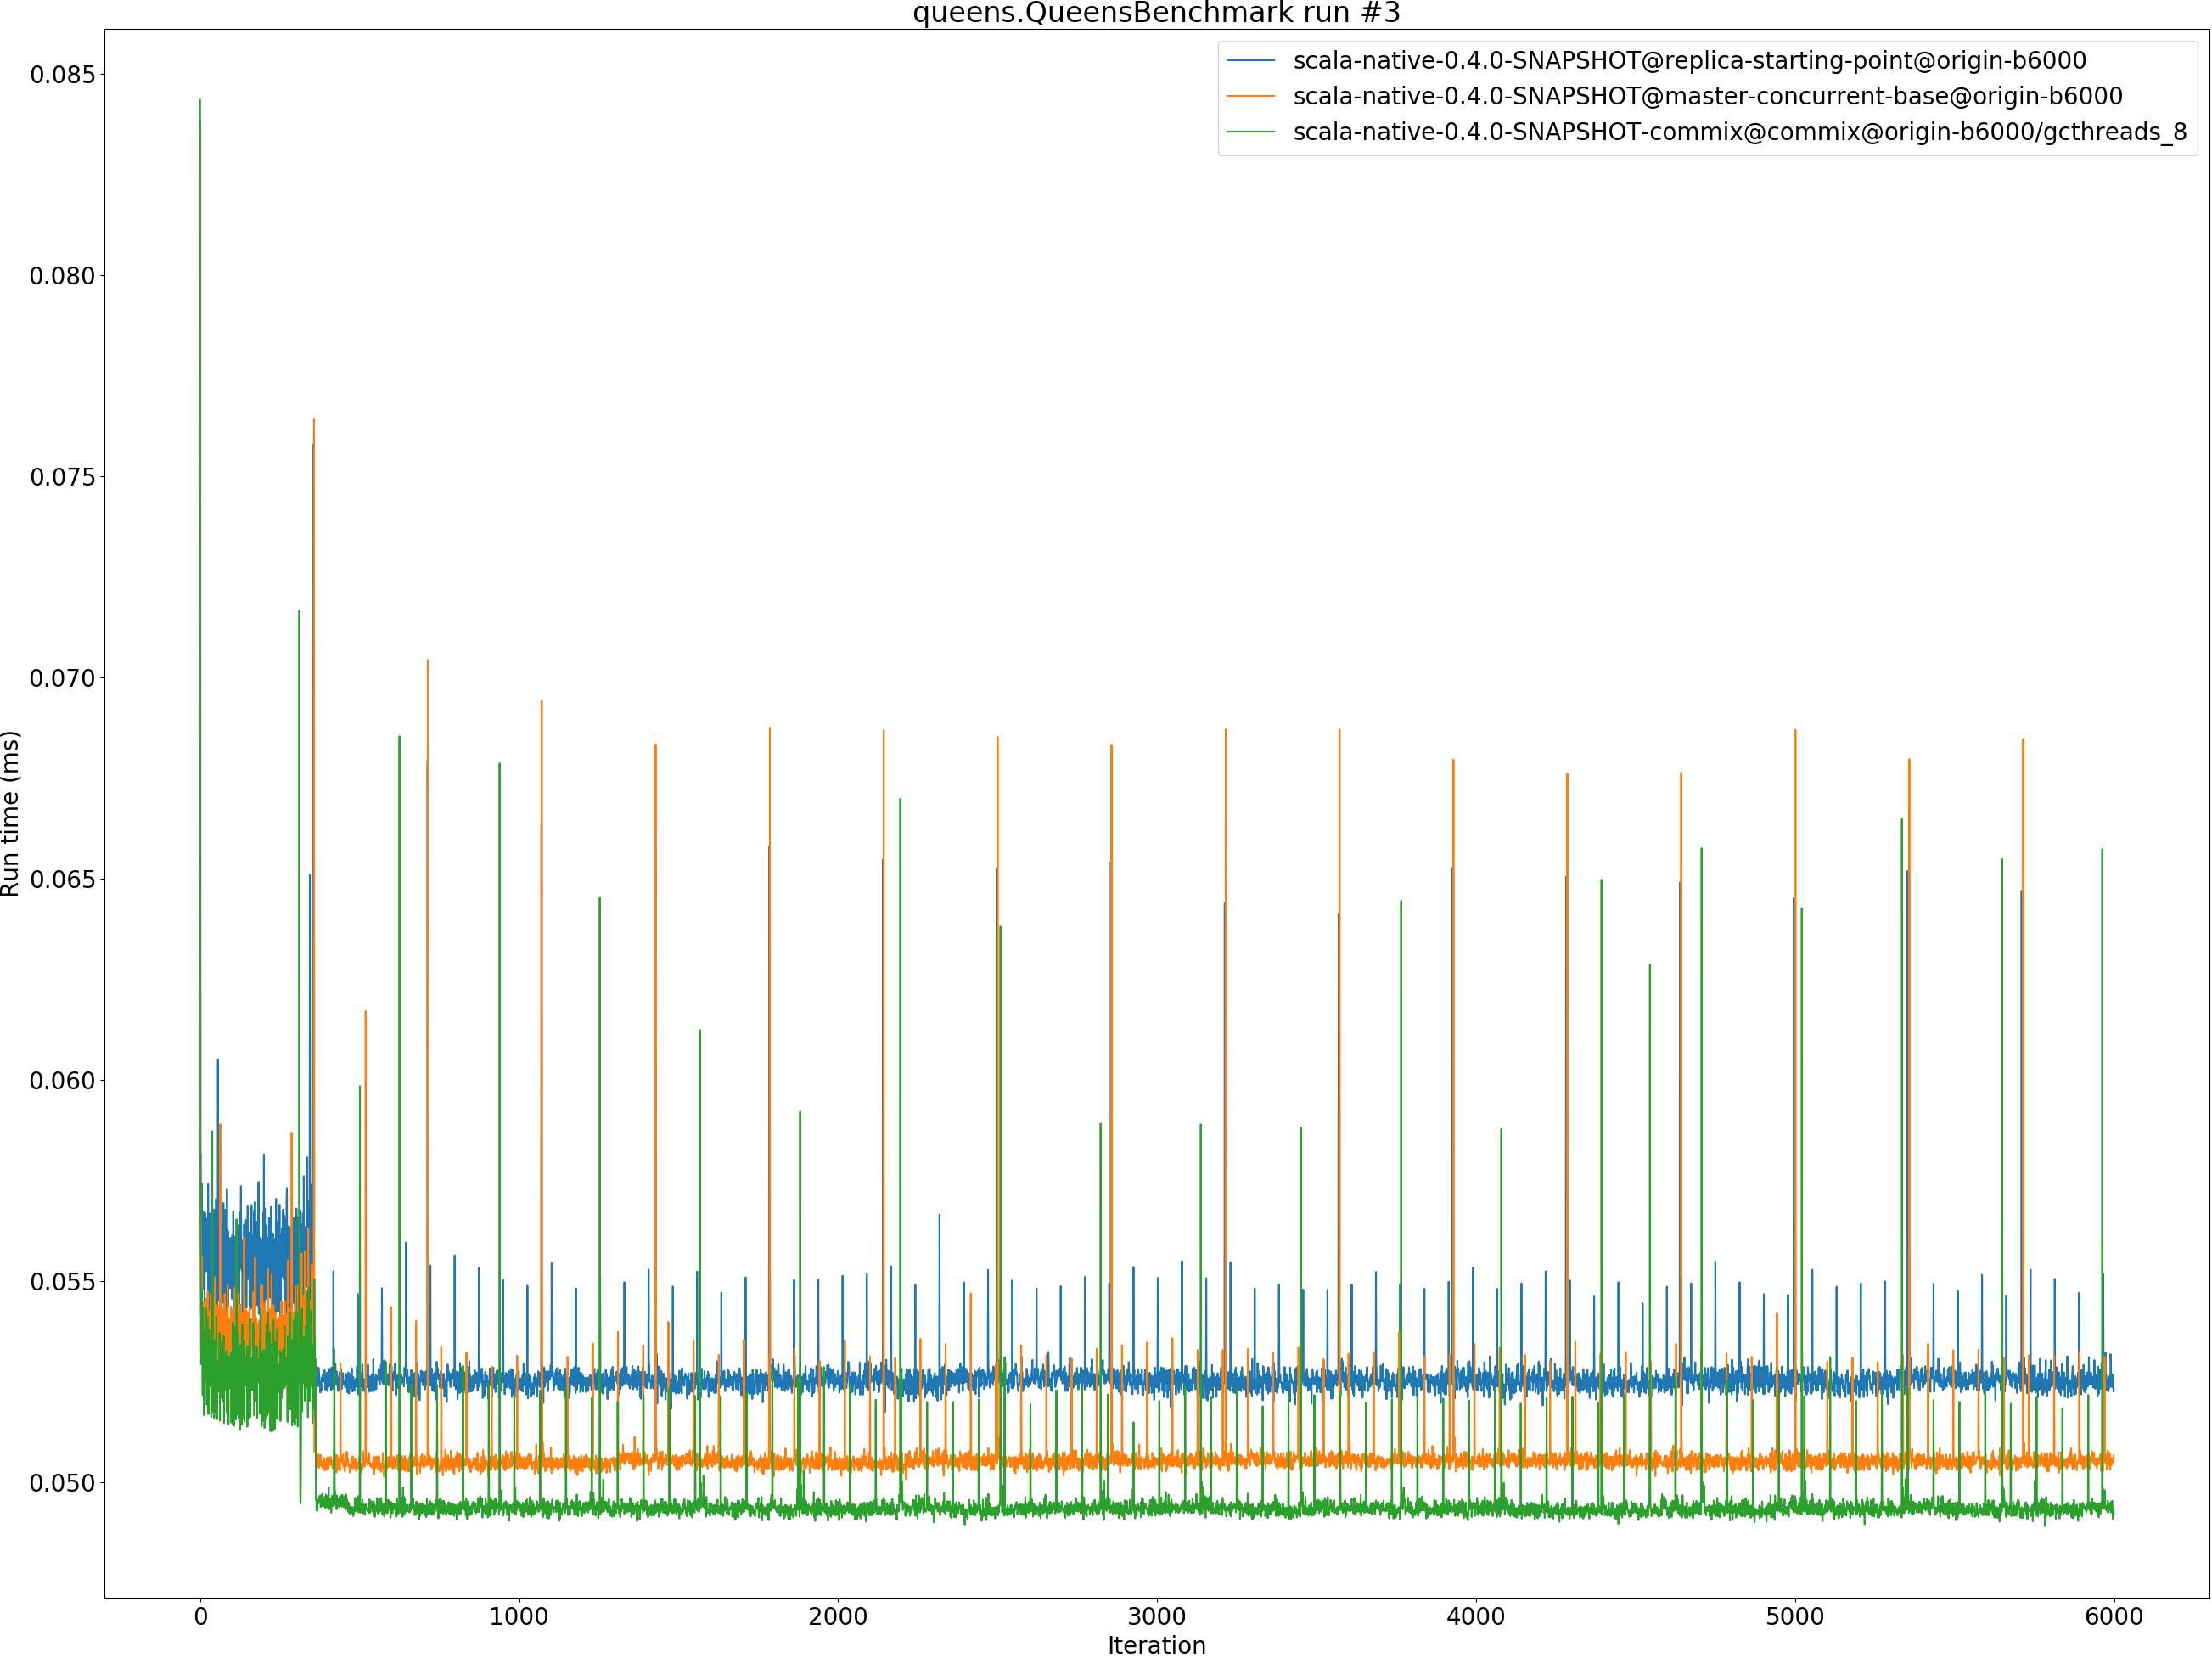 queens.QueensBenchmark run #3
scala-native-0.4.0-SNAPSHOT@replica-starting-point@origin-b6000
scala-native-0.4.0-SNAPSHOT@master-concurrent-base@origin-b6000
scala-native-0.4.0-SNAPSHOT-commix@commix@origin-b6000/gcthreads_8
Run time (ms)
0.085
0.080
0.075
0.070
0.065
0.060
0.055
0.050
0 1000 2000 3000 4000 5000 6000
Iteration